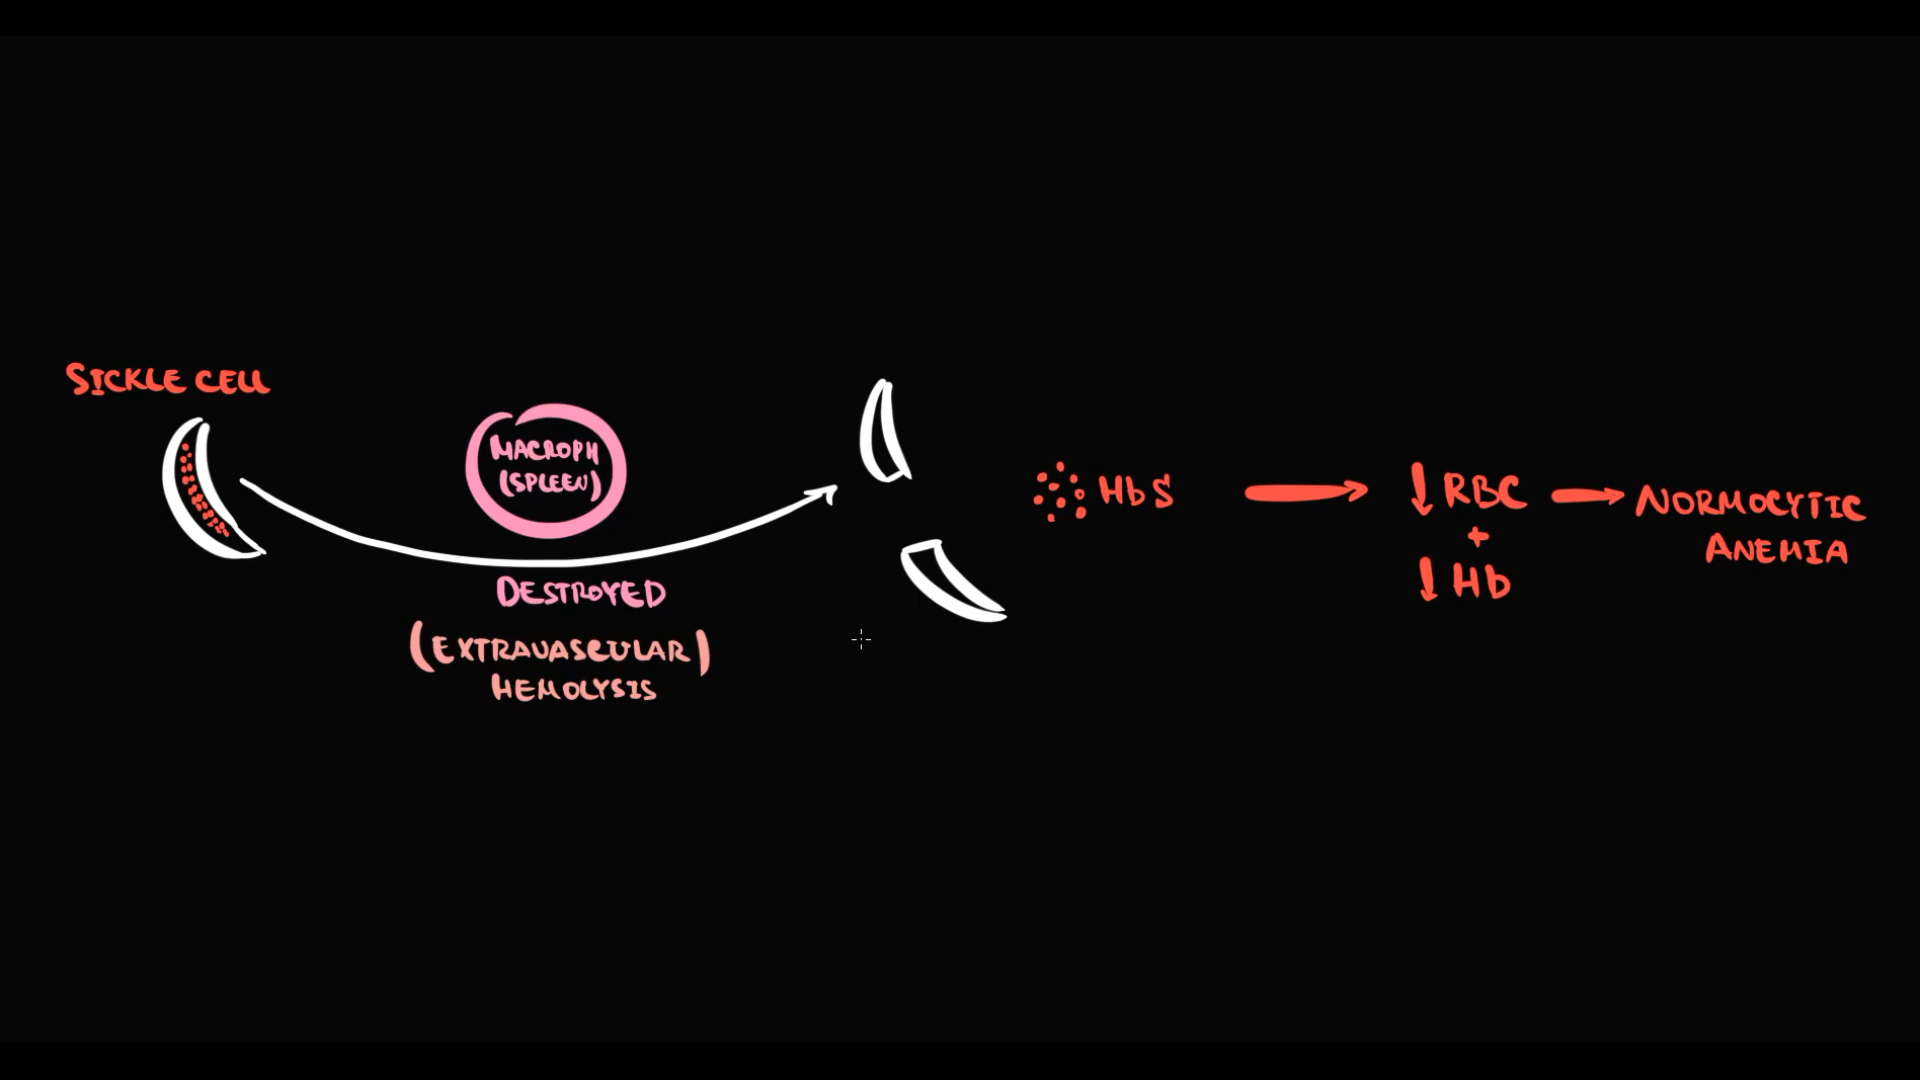 SICKLE CELL
MACROPH
(SPLEEN)
DESTROYED
(EXTRAVASCULAR)
HEMOLYSIS
HbS
↓ RBC
+
↓ Hb
NORMOCYTIC
ANEMIA